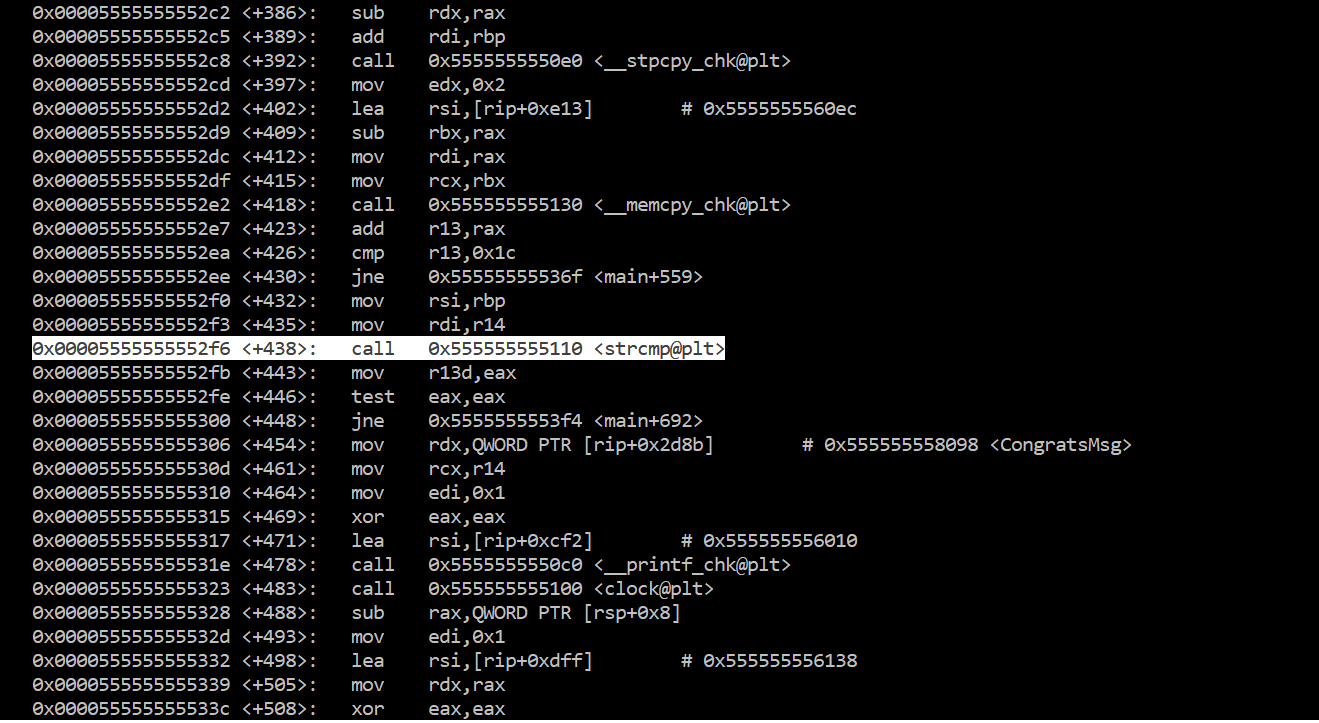 0x00005555555552c2 <+386>: sub rdx,rax
0x00005555555552c5 <+389>: add rdi,rbp
0x00005555555552c8 <+392>: call 0x5555555550e0 <__stpcpy_chk@plt>
0x00005555555552cd <+397>: mov edx,0x2
0x00005555555552d2 <+402>: lea rsi,[rip+0xe13] # 0x5555555560ec
0x00005555555552d9 <+409>: sub rbx,rax
0x00005555555552dc <+412>: mov rdi,rax
0x00005555555552df <+415>: mov rcx,rbx
0x00005555555552e2 <+418>: call 0x555555555130 <__memcpy_chk@plt>
0x00005555555552e7 <+423>: add r13,rax
0x00005555555552ea <+426>: cmp r13,0x1c
0x00005555555552ee <+430>: jne 0x55555555536f <main+559>
0x00005555555552f0 <+432>: mov rsi,rbp
0x00005555555552f3 <+435>: mov rdi,r14
0x00005555555552f6 <+438>: call 0x555555555110 <strcmp@plt>
0x00005555555552fb <+443>: mov r13d,eax
0x00005555555552fe <+446>: test eax,eax
0x0000555555555300 <+448>: jne 0x5555555553f4 <main+692>
0x0000555555555306 <+454>: mov rdx,QWORD PTR [rip+0x2d8b] # 0x555555558098 <CongratsMsg>
0x000055555555530d <+461>: mov rcx,r14
0x0000555555555310 <+464>: mov edi,0x1
0x0000555555555315 <+469>: xor eax,eax
0x0000555555555317 <+471>: lea rsi,[rip+0xcf2] # 0x555555556010
0x000055555555531e <+478>: call 0x5555555550c0 <__printf_chk@plt>
0x0000555555555323 <+483>: call 0x555555555100 <clock@plt>
0x0000555555555328 <+488>: sub rax,QWORD PTR [rsp+0x8]
0x000055555555532d <+493>: mov edi,0x1
0x0000555555555332 <+498>: lea rsi,[rip+0xdff] # 0x555555556138
0x0000555555555339 <+505>: mov rdx,rax
0x000055555555533c <+508>: xor eax,eax